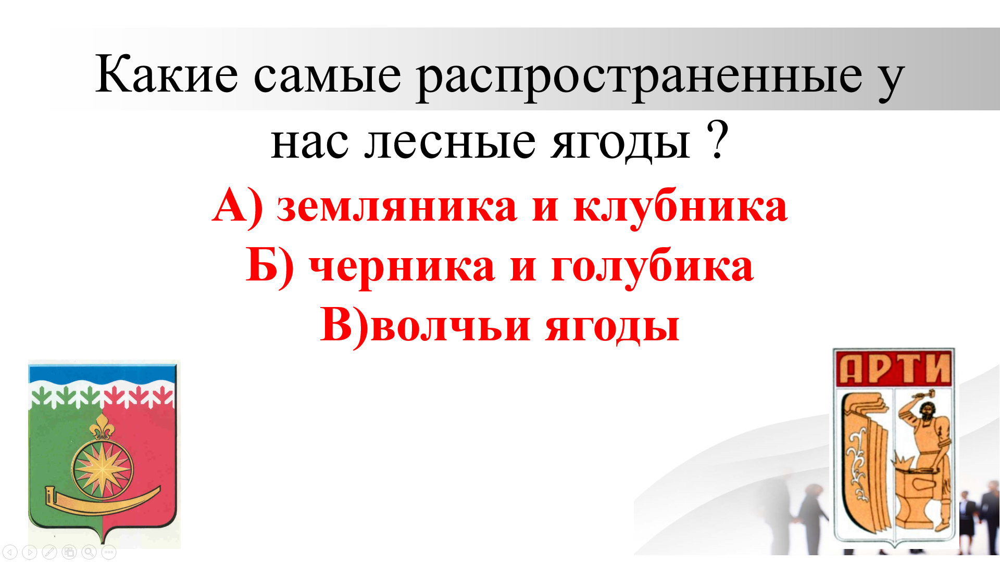 Какие самые распространенные у
нас лесные ягоды ?
А) земляника и клубника
Б) черника и голубика
В)волчьи ягоды
АРТИ